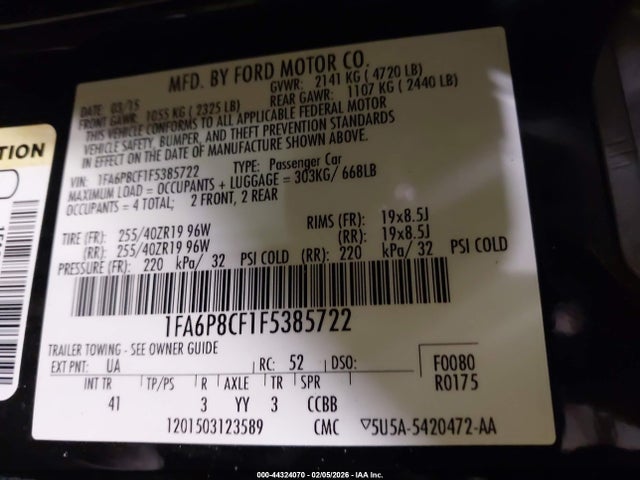 MFD. BY FORD MOTOR CO.
DATE: 03/15 GVWR: 2141 KG ( 4720 LB)
FRONT GAWR: 1055 KG ( 2325 LB) REAR GAWR: 1107 KG ( 2440 LB)
THIS VEHICLE CONFORMS TO ALL APPLICABLE FEDERAL MOTOR
VEHICLE SAFETY, BUMPER, AND THEFT PREVENTION STANDARDS
IN EFFECT ON THE DATE OF MANUFACTURE SHOWN ABOVE.
VIN: 1FA6P8CF1F5385722 TYPE: Passenger Car
MAXIMUM LOAD = OCCUPANTS + LUGGAGE = 303KG/ 668LB
OCCUPANTS = 4 TOTAL; 2 FRONT, 2 REAR
TIRE (FR): 255/40ZR19 96W RIMS (FR): 19x8.5J
(RR): 255/40ZR19 96W (RR): 19x8.5J
PRESSURE (FR): 220 kPa/ 32 PSI COLD (RR): 220 kPa/ 32 PSI COLD
1FA6P8CF1F5385722
TRAILER TOWING - SEE OWNER GUIDE
EXT PNT: UA RC: 52 DSO: F0080
R0175
INT TR TP/PS R AXLE TR SPR
41 3 YY 3 CCBB
1201503123589 CMC ▽5U5A-5420472-AA
TION
000-44324070 - 02/05/2026 - IAA Inc.